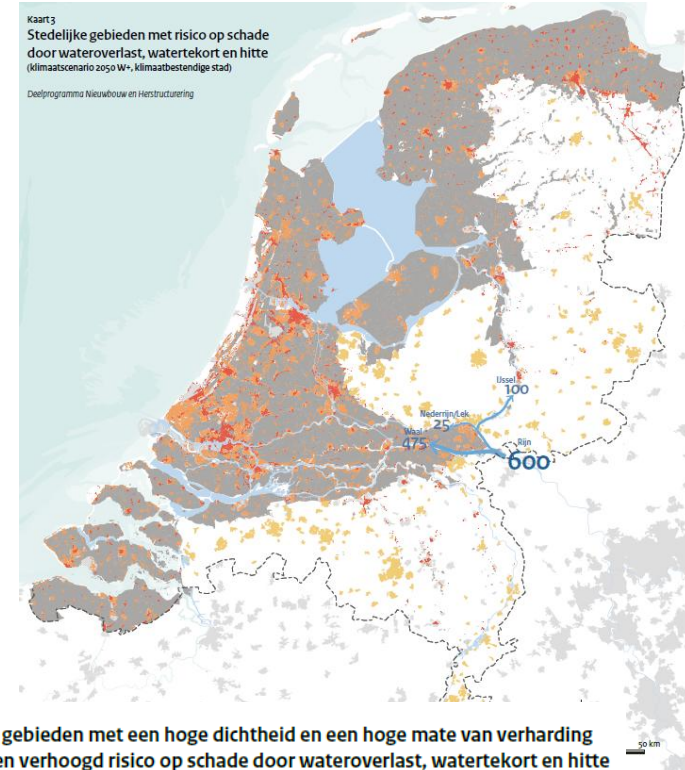 Kaart 3
Stedelijke gebieden met risico op schade
door wateroverlast, watertekort en hitte
(klimaatscenario 2050 W+, klimaatbestendige stad)
Deelprogramma Nieuwbouw en Herstructurering
IJssel
100
Nederrijn/Lek
25
Waal
475
Rijn
600
gebieden met een hoge dichtheid en een hoge mate van verharding
en verhoogd risico op schade door wateroverlast, watertekort en hitte
50 km